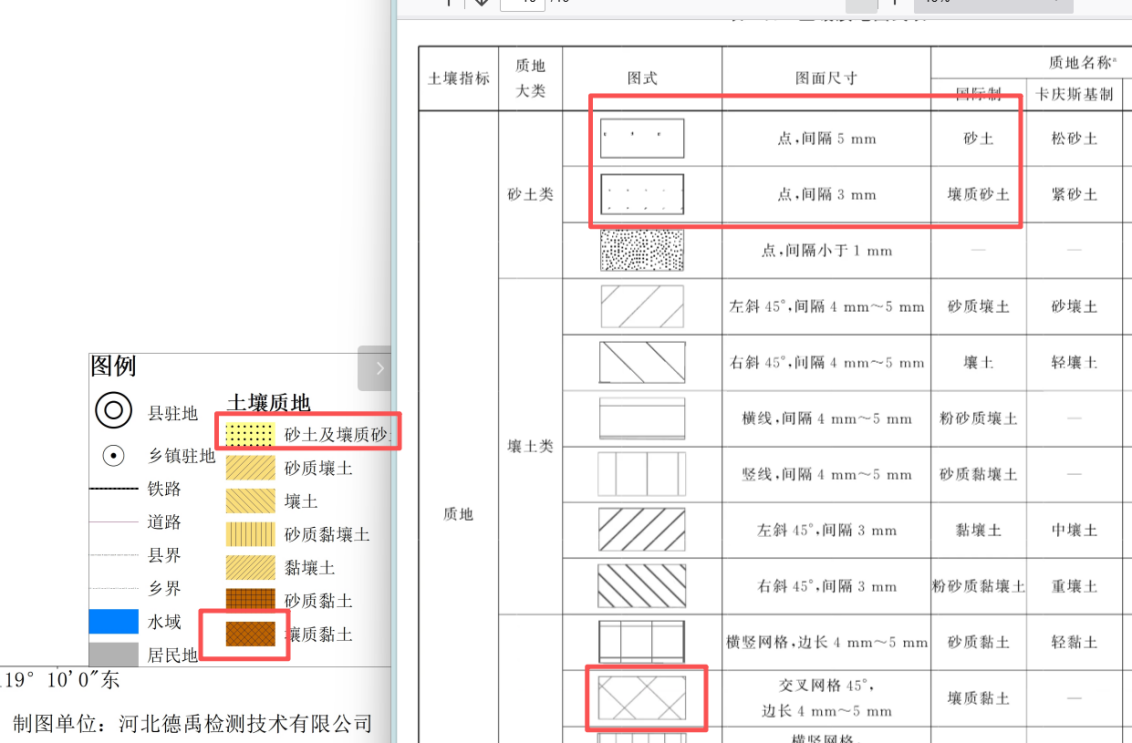 图例
县驻地
乡镇驻地
铁路
道路
县界
乡界
水域
居民地
土壤质地
砂土及壤质砂
砂质壤土
壤土
砂质黏壤土
黏壤土
砂质黏土
壤质黏土
119° 10′0″东
制图单位：河北德禹检测技术有限公司
土壤指标 质地大类 图式 图面尺寸 质地名称a
国际制 卡庆斯基制
质地
砂土类
点,间隔 5 mm 砂土 松砂土
点,间隔 3 mm 壤质砂土 紧砂土
点,间隔小于 1 mm — —
壤土类
左斜 45°,间隔 4 mm～5 mm 砂质壤土 砂壤土
右斜 45°,间隔 4 mm～5 mm 壤土 轻壤土
横线,间隔 4 mm～5 mm 粉砂质壤土 —
竖线,间隔 4 mm～5 mm 砂质黏壤土 —
左斜 45°,间隔 3 mm 黏壤土 中壤土
右斜 45°,间隔 3 mm 粉砂质黏壤土 重壤土
横竖网格,边长 4 mm～5 mm 砂质黏土 轻黏土
交叉网格 45°,
边长 4 mm～5 mm 壤质黏土 —
横竖网格,